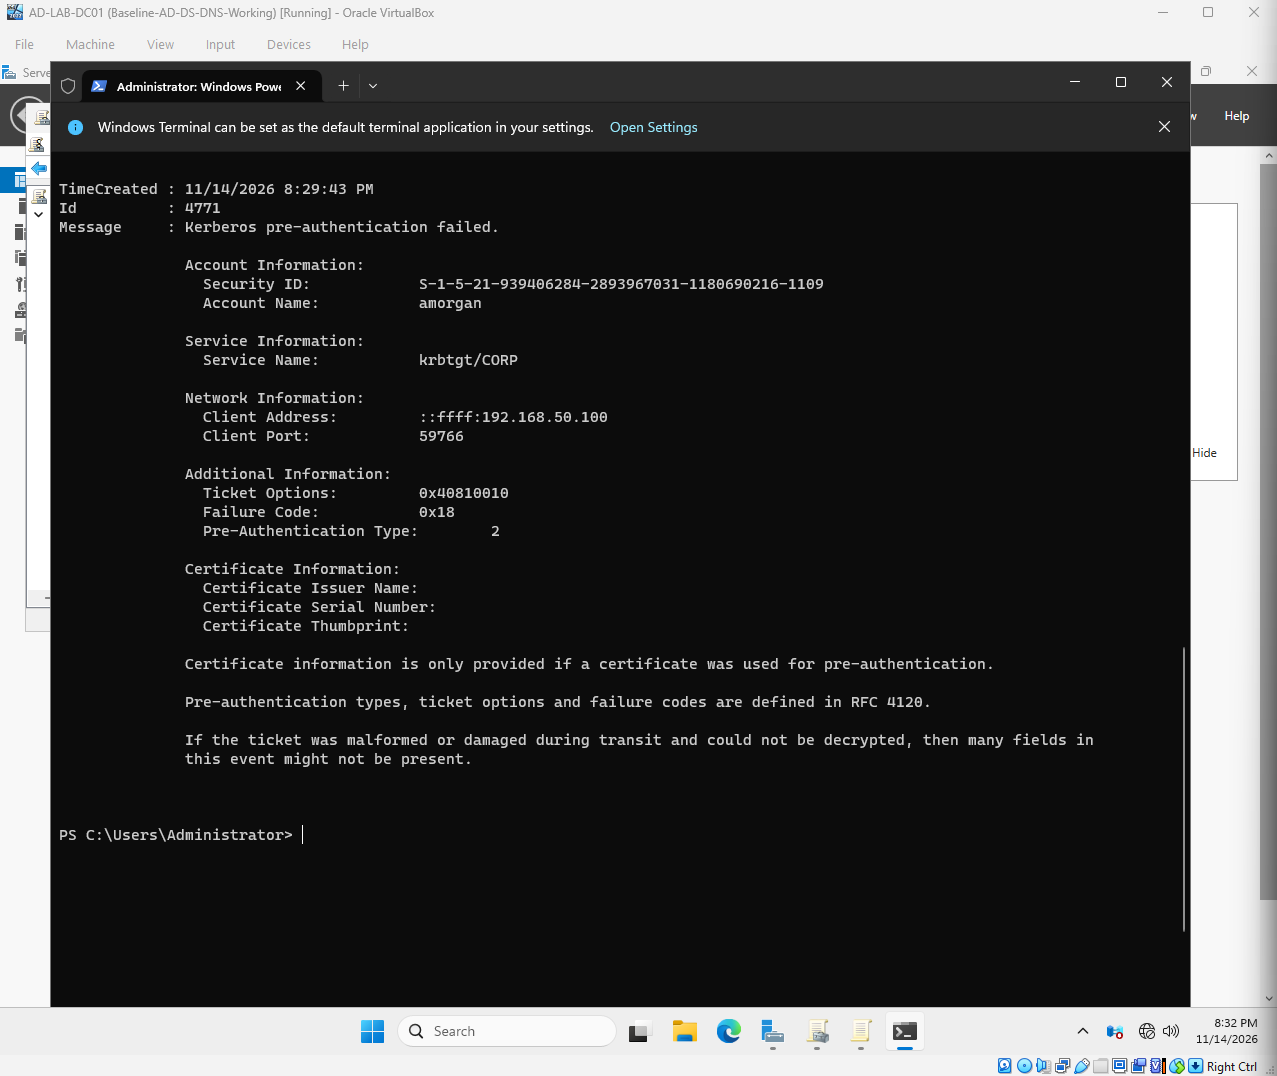 AD-LAB-DC01 (Baseline-AD-DS-DNS-Working) [Running] - Oracle VirtualBox
File Machine View Input Devices Help
Serve
Administrator: Windows Powe
Windows Terminal can be set as the default terminal application in your settings. Open Settings
w Help
TimeCreated : 11/14/2026 8:29:43 PM
Id : 4771
Message : Kerberos pre-authentication failed.
Account Information:
Security ID: S-1-5-21-939406284-2893967031-1180690216-1109
Account Name: amorgan
Service Information:
Service Name: krbtgt/CORP
Network Information:
Client Address: ::ffff:192.168.50.100
Client Port: 59766
Hide
Additional Information:
Ticket Options: 0x40810010
Failure Code: 0x18
Pre-Authentication Type: 2
Certificate Information:
Certificate Issuer Name:
Certificate Serial Number:
Certificate Thumbprint:
Certificate information is only provided if a certificate was used for pre-authentication.
Pre-authentication types, ticket options and failure codes are defined in RFC 4120.
If the ticket was malformed or damaged during transit and could not be decrypted, then many fields in
this event might not be present.
PS C:\Users\Administrator>
Search
8:32 PM
11/14/2026
Right Ctrl